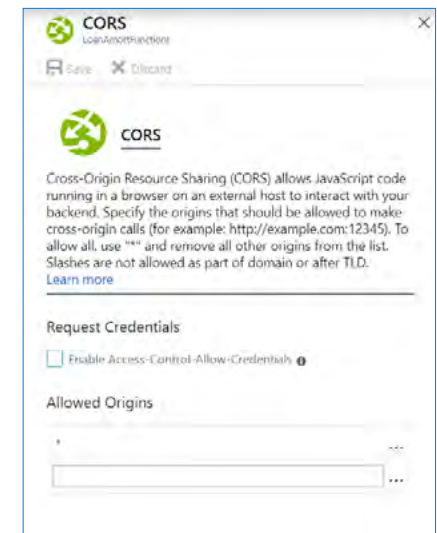 CORS
LoanAmortFunctions
Save Discard
CORS
Cross-Origin Resource Sharing (CORS) allows JavaScript code
running in a browser on an external host to interact with your
backend. Specify the origins that should be allowed to make
cross-origin calls (for example: http://example.com:12345). To
allow all, use "*" and remove all other origins from the list.
Slashes are not allowed as part of domain or after TLD.
Learn more
Request Credentials
Enable Access-Control-Allow-Credentials
Allowed Origins
* ...
...